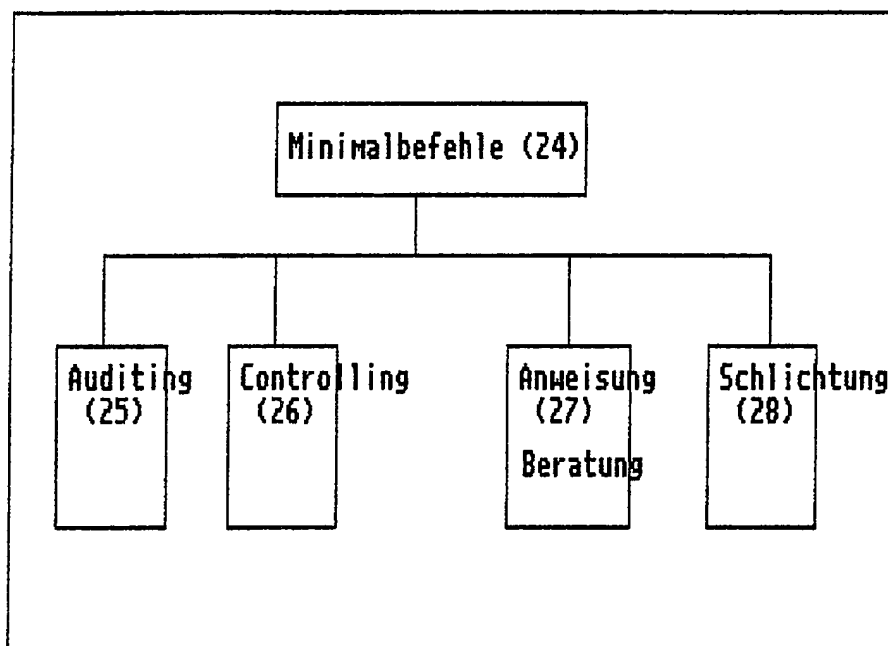 Minimalbefehle (24)
Auditing
(25)
Controlling
(26)
Anweisung
(27)
Beratung
Schlichtung
(28)